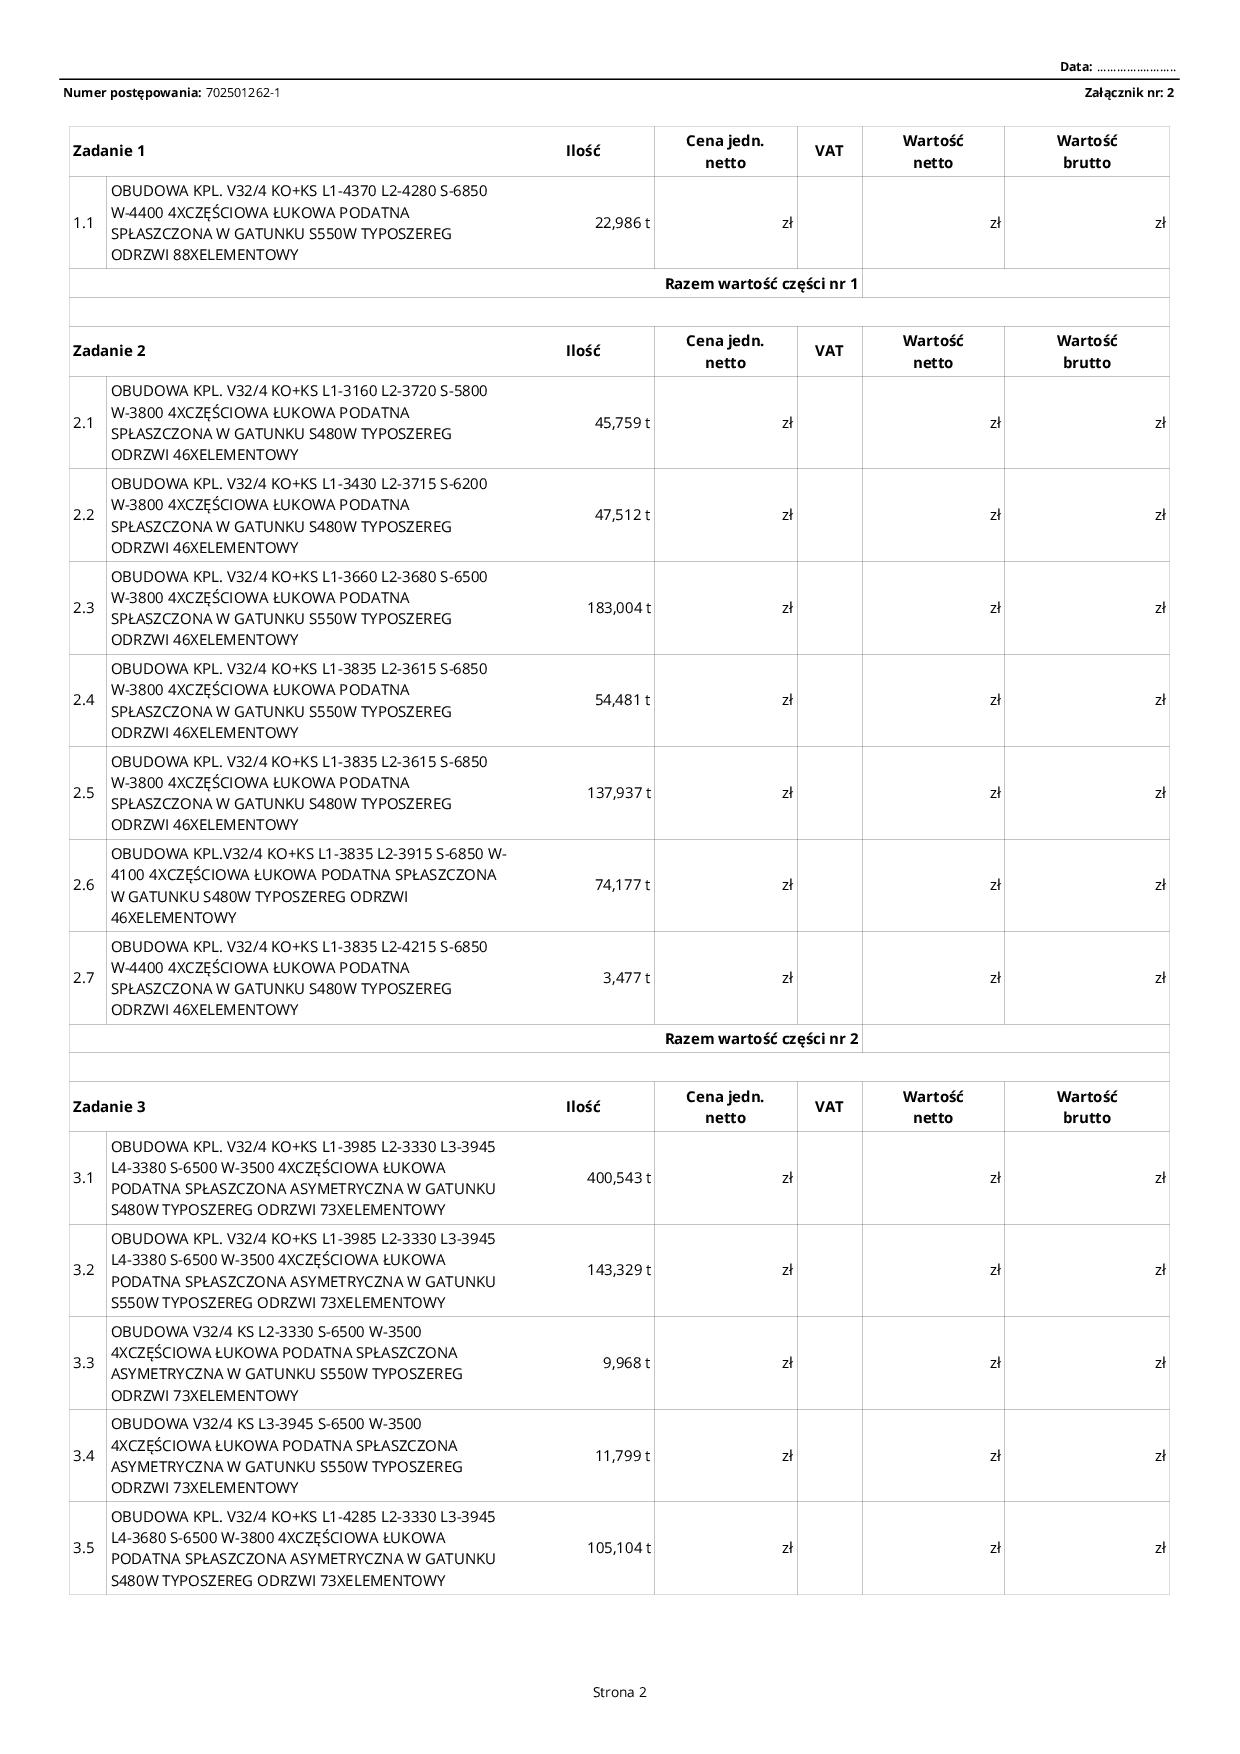 Data: ........................
Numer postępowania: 702501262-1 Załącznik nr: 2
Zadanie 1 Ilość Cena jedn. netto VAT Wartość netto Wartość brutto
1.1 OBUDOWA KPL. V32/4 KO+KS L1-4370 L2-4280 S-6850
W-4400 4XCZĘŚCIOWA ŁUKOWA PODATNA
SPŁASZCZONA W GATUNKU S550W TYPOSZEREG
ODRZWI 88XELEMENTOWY
22,986 t zł zł zł
Razem wartość części nr 1
Zadanie 2 Ilość Cena jedn. netto VAT Wartość netto Wartość brutto
2.1 OBUDOWA KPL. V32/4 KO+KS L1-3160 L2-3720 S-5800
W-3800 4XCZĘŚCIOWA ŁUKOWA PODATNA
SPŁASZCZONA W GATUNKU S480W TYPOSZEREG
ODRZWI 46XELEMENTOWY
45,759 t zł zł zł
2.2 OBUDOWA KPL. V32/4 KO+KS L1-3430 L2-3715 S-6200
W-3800 4XCZĘŚCIOWA ŁUKOWA PODATNA
SPŁASZCZONA W GATUNKU S480W TYPOSZEREG
ODRZWI 46XELEMENTOWY
47,512 t zł zł zł
2.3 OBUDOWA KPL. V32/4 KO+KS L1-3660 L2-3680 S-6500
W-3800 4XCZĘŚCIOWA ŁUKOWA PODATNA
SPŁASZCZONA W GATUNKU S550W TYPOSZEREG
ODRZWI 46XELEMENTOWY
183,004 t zł zł zł
2.4 OBUDOWA KPL. V32/4 KO+KS L1-3835 L2-3615 S-6850
W-3800 4XCZĘŚCIOWA ŁUKOWA PODATNA
SPŁASZCZONA W GATUNKU S550W TYPOSZEREG
ODRZWI 46XELEMENTOWY
54,481 t zł zł zł
2.5 OBUDOWA KPL. V32/4 KO+KS L1-3835 L2-3615 S-6850
W-3800 4XCZĘŚCIOWA ŁUKOWA PODATNA
SPŁASZCZONA W GATUNKU S480W TYPOSZEREG
ODRZWI 46XELEMENTOWY
137,937 t zł zł zł
2.6 OBUDOWA KPL.V32/4 KO+KS L1-3835 L2-3915 S-6850 W-
4100 4XCZĘŚCIOWA ŁUKOWA PODATNA SPŁASZCZONA
W GATUNKU S480W TYPOSZEREG ODRZWI
46XELEMENTOWY
74,177 t zł zł zł
2.7 OBUDOWA KPL. V32/4 KO+KS L1-3835 L2-4215 S-6850
W-4400 4XCZĘŚCIOWA ŁUKOWA PODATNA
SPŁASZCZONA W GATUNKU S480W TYPOSZEREG
ODRZWI 46XELEMENTOWY
3,477 t zł zł zł
Razem wartość części nr 2
Zadanie 3 Ilość Cena jedn. netto VAT Wartość netto Wartość brutto
3.1 OBUDOWA KPL. V32/4 KO+KS L1-3985 L2-3330 L3-3945
L4-3380 S-6500 W-3500 4XCZĘŚCIOWA ŁUKOWA
PODATNA SPŁASZCZONA ASYMETRYCZNA W GATUNKU
S480W TYPOSZEREG ODRZWI 73XELEMENTOWY
400,543 t zł zł zł
3.2 OBUDOWA KPL. V32/4 KO+KS L1-3985 L2-3330 L3-3945
L4-3380 S-6500 W-3500 4XCZĘŚCIOWA ŁUKOWA
PODATNA SPŁASZCZONA ASYMETRYCZNA W GATUNKU
S550W TYPOSZEREG ODRZWI 73XELEMENTOWY
143,329 t zł zł zł
3.3 OBUDOWA V32/4 KS L2-3330 S-6500 W-3500
4XCZĘŚCIOWA ŁUKOWA PODATNA SPŁASZCZONA
ASYMETRYCZNA W GATUNKU S550W TYPOSZEREG
ODRZWI 73XELEMENTOWY
9,968 t zł zł zł
3.4 OBUDOWA V32/4 KS L3-3945 S-6500 W-3500
4XCZĘŚCIOWA ŁUKOWA PODATNA SPŁASZCZONA
ASYMETRYCZNA W GATUNKU S550W TYPOSZEREG
ODRZWI 73XELEMENTOWY
11,799 t zł zł zł
3.5 OBUDOWA KPL. V32/4 KO+KS L1-4285 L2-3330 L3-3945
L4-3680 S-6500 W-3800 4XCZĘŚCIOWA ŁUKOWA
PODATNA SPŁASZCZONA ASYMETRYCZNA W GATUNKU
S480W TYPOSZEREG ODRZWI 73XELEMENTOWY
105,104 t zł zł zł
Strona 2